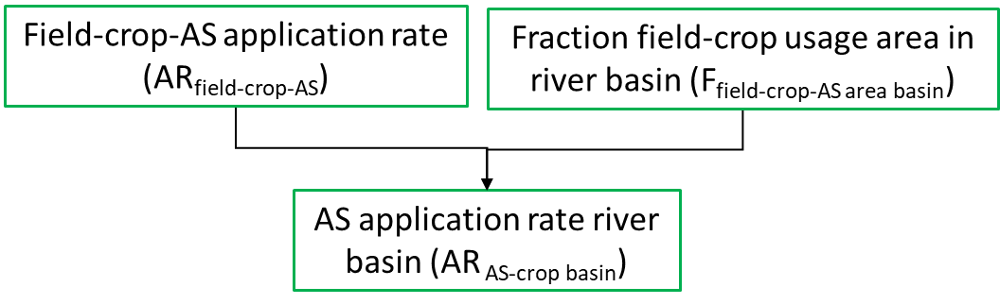 Field-crop-AS application rate
(ARfield-crop-AS)
Fraction field-crop usage area in
river basin (Ffield-crop-AS area basin)
AS application rate river
basin (AR AS-crop basin)